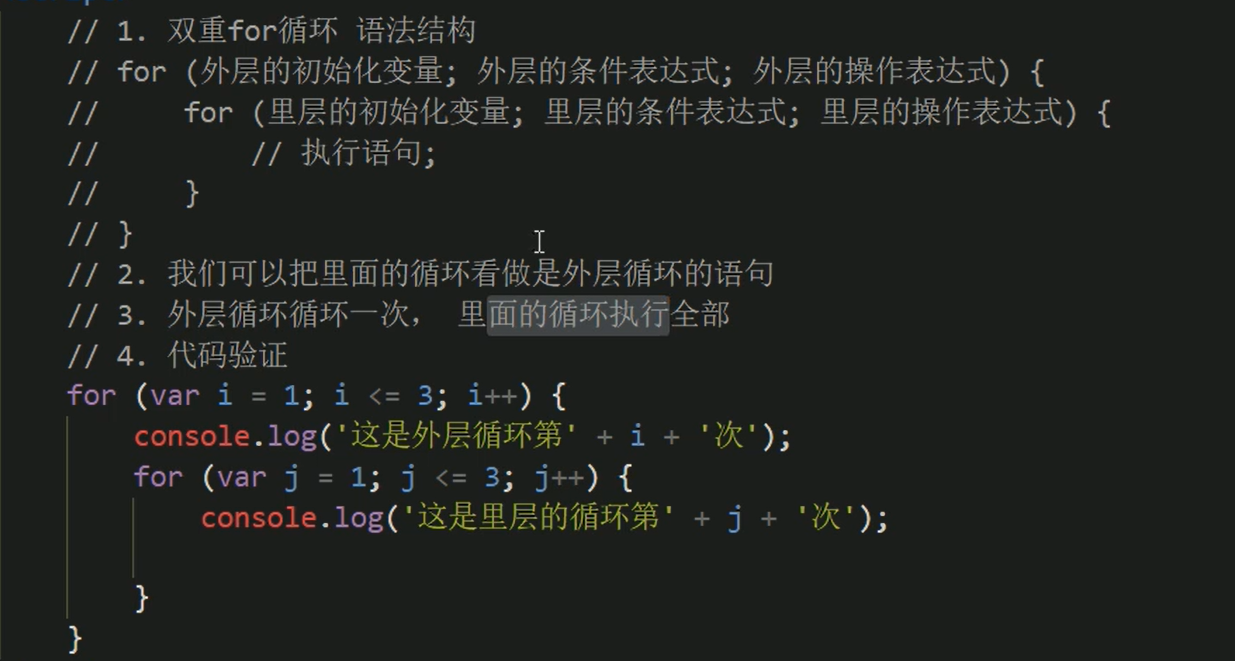 // 1. 双重for循环 语法结构
// for (外层的初始化变量; 外层的条件表达式; 外层的操作表达式) {
//     for (里层的初始化变量; 里层的条件表达式; 里层的操作表达式) {
//         // 执行语句;
//     }
// }
// 2. 我们可以把里面的循环看做是外层循环的语句
// 3. 外层循环循环一次， 里面的循环执行全部
// 4. 代码验证
for (var i = 1; i <= 3; i++) {
    console.log('这是外层循环第' + i + '次');
    for (var j = 1; j <= 3; j++) {
        console.log('这是里层的循环第' + j + '次');
    }
}